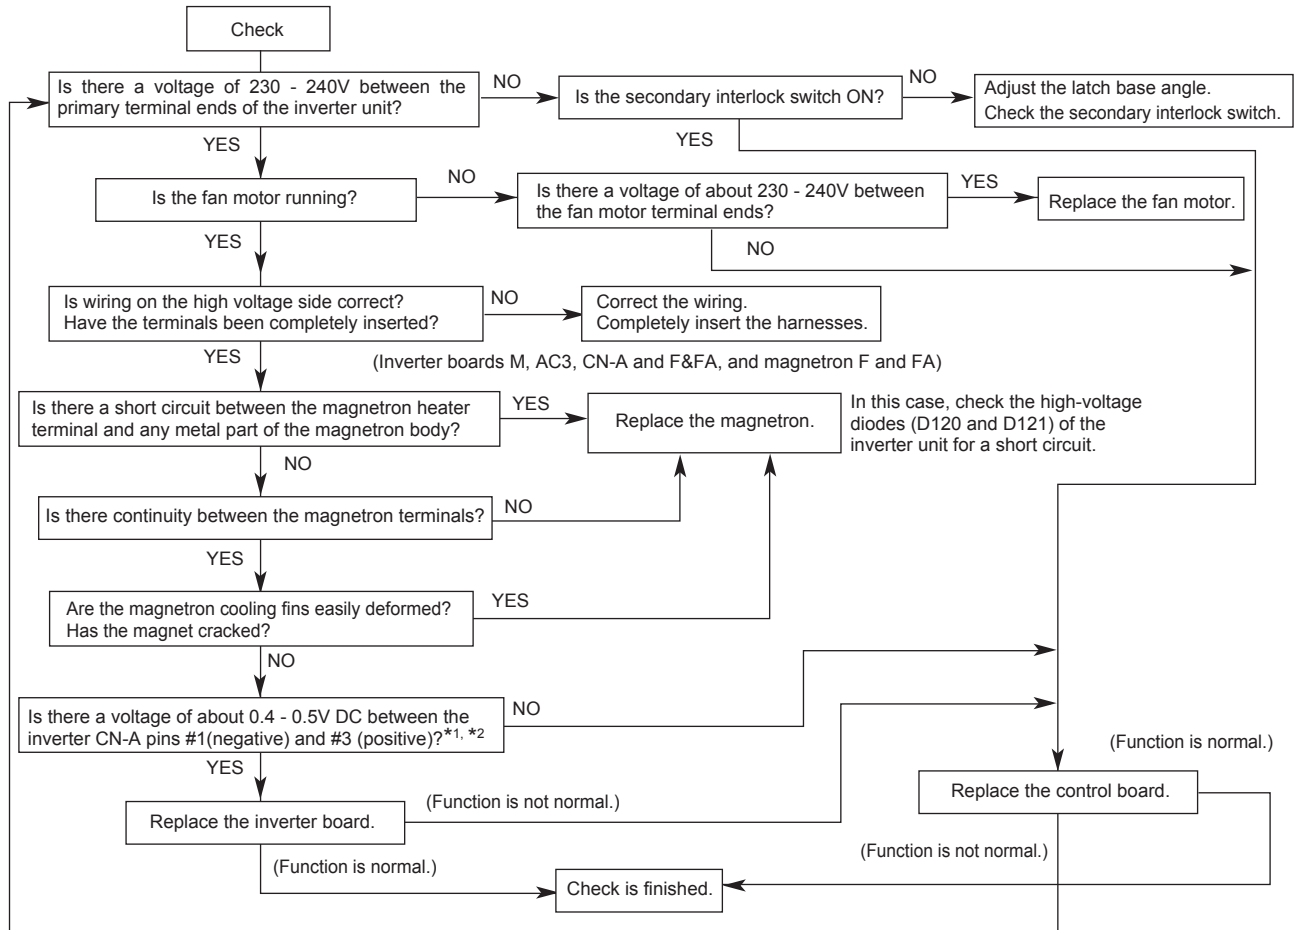 Check
Is there a voltage of 230 - 240V between the
primary terminal ends of the inverter unit?
NO
Is the secondary interlock switch ON?
NO
Adjust the latch base angle.
Check the secondary interlock switch.
YES
YES
Is the fan motor running?
NO
Is there a voltage of about 230 - 240V between
the fan motor terminal ends?
YES
Replace the fan motor.
YES
NO
Is wiring on the high voltage side correct?
Have the terminals been completely inserted?
NO
Correct the wiring.
Completely insert the harnesses.
YES
(Inverter boards M, AC3, CN-A and F&FA, and magnetron F and FA)
Is there a short circuit between the magnetron heater
terminal and any metal part of the magnetron body?
YES
Replace the magnetron.
In this case, check the high-voltage
diodes (D120 and D121) of the
inverter unit for a short circuit.
NO
Is there continuity between the magnetron terminals?
NO
YES
Are the magnetron cooling fins easily deformed?
Has the magnet cracked?
YES
NO
Is there a voltage of about 0.4 - 0.5V DC between the
inverter CN-A pins #1(negative) and #3 (positive)?*1, *2
NO
YES
(Function is normal.)
Replace the inverter board.
(Function is not normal.)
Replace the control board.
(Function is normal.)
(Function is not normal.)
Check is finished.